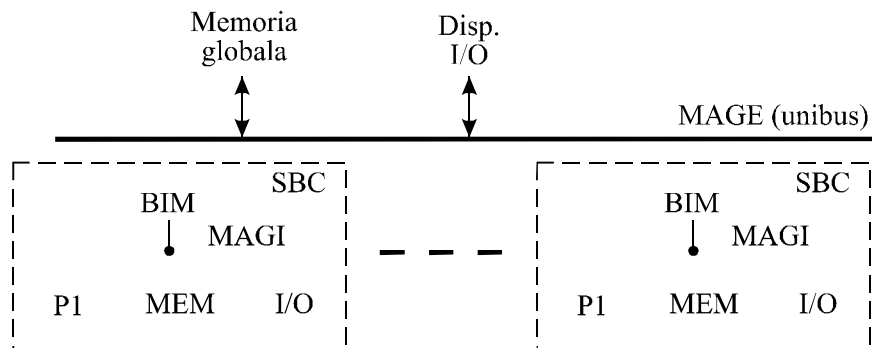 Memoria
globala
Disp.
I/O
MAGE (unibus)
SBC
BIM
MAGI
P1 MEM I/O
SBC
BIM
MAGI
P1 MEM I/O